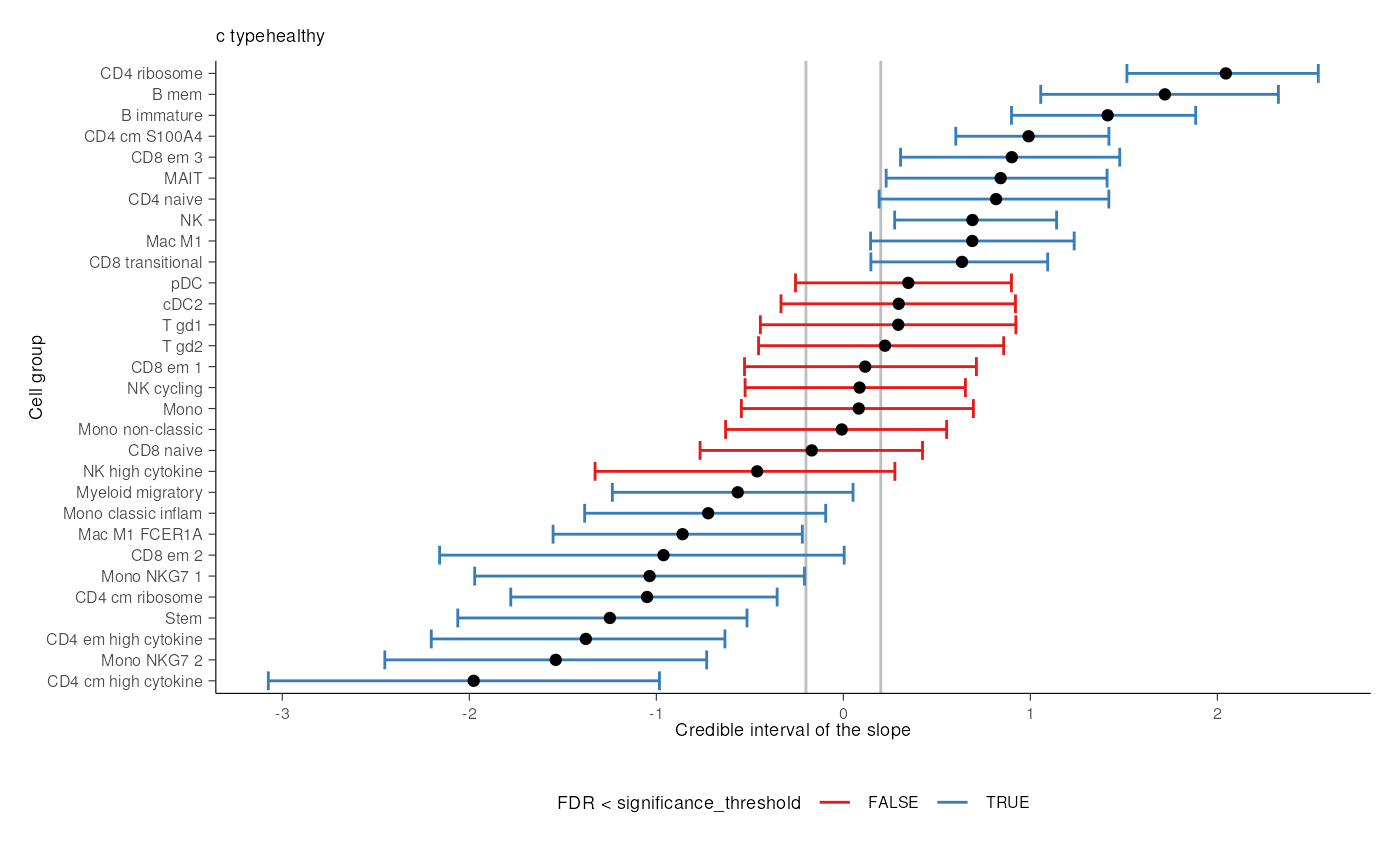 c typehealthy
CD4 ribosome
B mem
B immature
CD4 cm S100A4
CD8 em 3
MAIT
CD4 naive
NK
Mac M1
CD8 transitional
pDC
cDC2
T gd1
T gd2
CD8 em 1
NK cycling
Mono
Mono non-classic
CD8 naive
NK high cytokine
Myeloid migratory
Mono classic inflam
Mac M1 FCER1A
CD8 em 2
Mono NKG7 1
CD4 cm ribosome
Stem
CD4 em high cytokine
Mono NKG7 2
CD4 cm high cytokine
Cell group
-3 -2 -1 0 1 2
Credible interval of the slope
FDR < significance_threshold FALSE TRUE